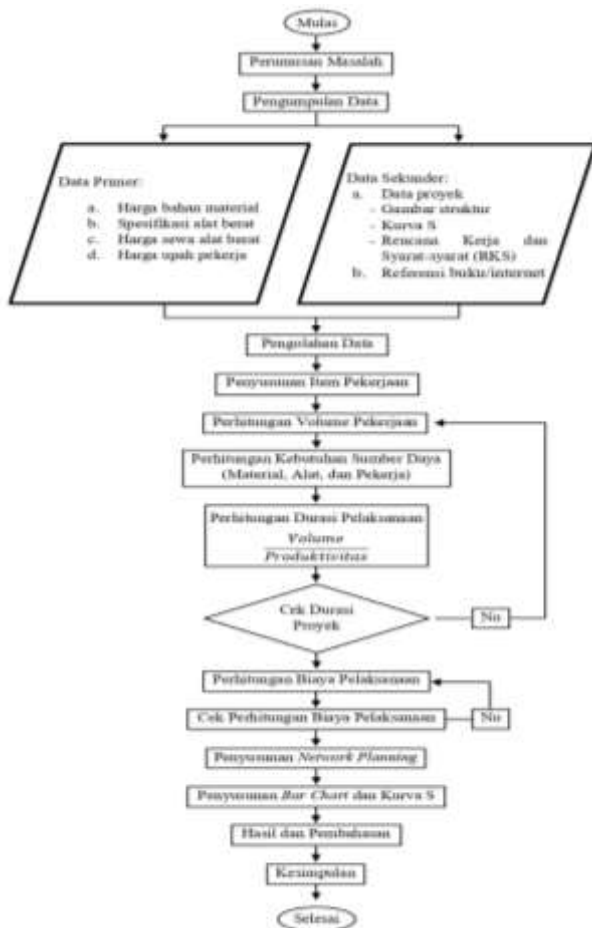 Mulai
Perumusan Masalah
Pengumpulan Data
Data Primer:
a. Harga bahan material
b. Spesifikasi alat berat
c. Harga sewa alat berat
d. Harga upah pekerja
Data Sekunder:
a. Data proyek
- Gambar struktur
- Kurva S
- Rencana Kerja dan
Syarat-syarat (RKS)
b. Referensi buku/internet
Pengolahan Data
Penyusunan Item Pekerjaan
Perhitungan Volume Pekerjaan
Perhitungan Kebutuhan Sumber Daya
(Material, Alat, dan Pekerja)
Perhitungan Durasi Pelaksanaan
Volume
Produktivitas
Cek Durasi
Proyek
No
Perhitungan Biaya Pelaksanaan
Cek Perhitungan Biaya Pelaksanaan
No
Penyusunan Network Planning
Penyusunan Bar Chart dan Kurva S
Hasil dan Pembahasan
Kesimpulan
Selesai